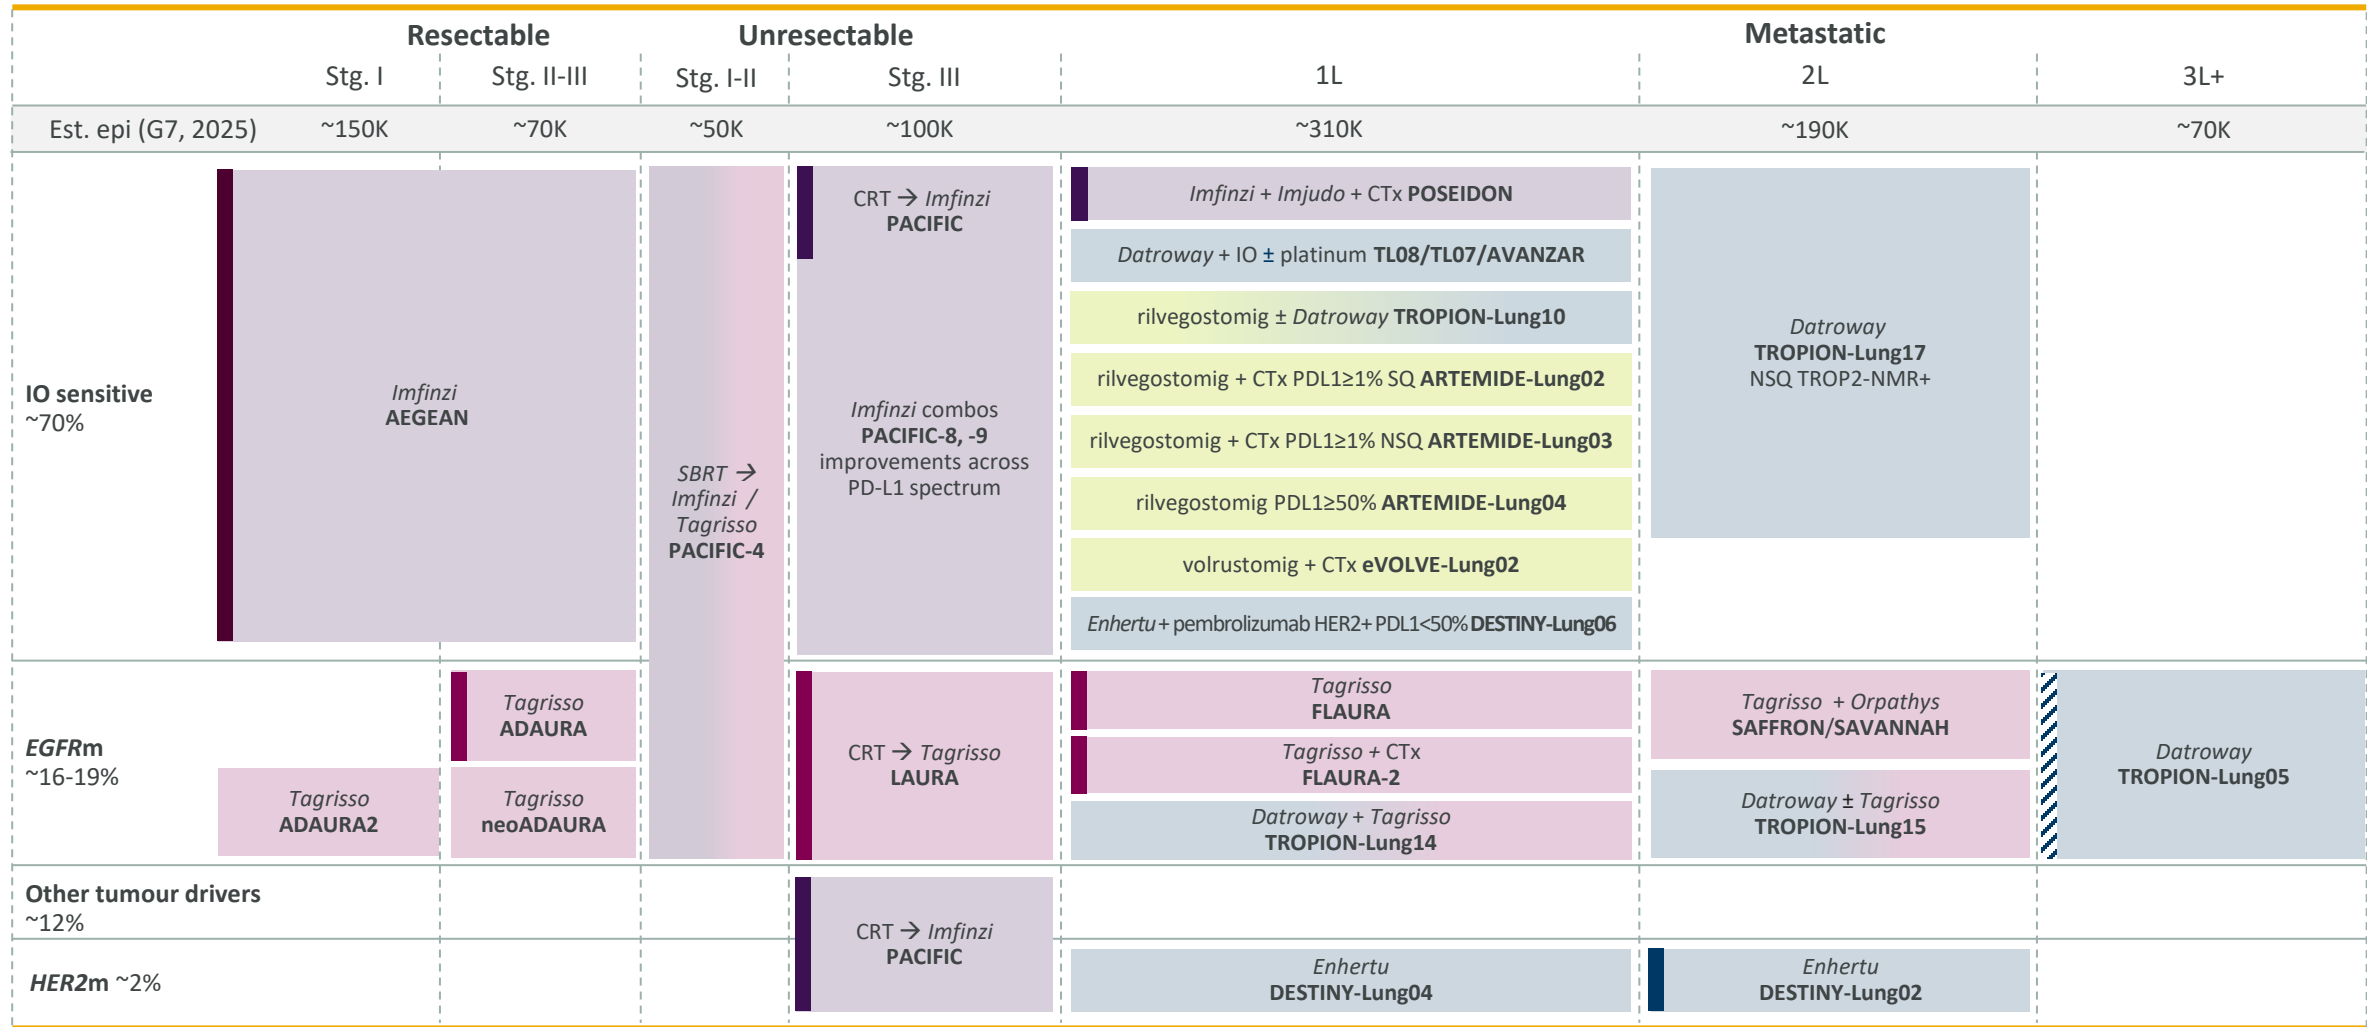 Resectable
Unresectable
Metastatic
Stg. I
Stg. II-III
Stg. I-II
Stg. III
1L
2L
3L+
Est. epi (G7, 2025)
~150K
~70K
~50K
~100K
~310K
~190K
~70K
IO sensitive
~70%
Imfinzi
AEGEAN
SBRT →
Imfinzi /
Tagrisso
PACIFIC-4
CRT → Imfinzi
PACIFIC
Imfinzi combos
PACIFIC-8, -9
improvements across
PD-L1 spectrum
Imfinzi + Imjudo + CTx POSEIDON
Datroway + IO ± platinum TL08/TL07/AVANZAR
rilvegostomig ± Datroway TROPION-Lung10
rilvegostomig + CTx PDL1≥1% SQ ARTEMIDE-Lung02
rilvegostomig + CTx PDL1≥1% NSQ ARTEMIDE-Lung03
rilvegostomig PDL1≥50% ARTEMIDE-Lung04
volrustomig + CTx eVOLVE-Lung02
Enhertu + pembrolizumab HER2+ PDL1<50% DESTINY-Lung06
Datroway
TROPION-Lung17
NSQ TROP2-NMR+
EGFRm
~16-19%
Tagrisso
ADAURA2
Tagrisso
ADAURA
Tagrisso
neoADAURA
CRT → Tagrisso
LAURA
Tagrisso
FLAURA
Tagrisso + CTx
FLAURA-2
Datroway + Tagrisso
TROPION-Lung14
Tagrisso + Orpathys
SAFFRON/SAVANNAH
Datroway ± Tagrisso
TROPION-Lung15
Datroway
TROPION-Lung05
Other tumour drivers
~12%
CRT → Imfinzi
PACIFIC
HER2m ~2%
Enhertu
DESTINY-Lung04
Enhertu
DESTINY-Lung02